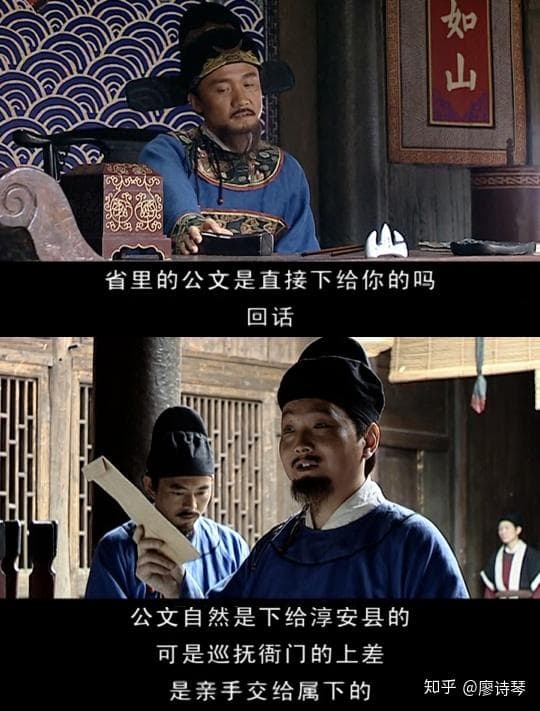 如山
省里的公文是直接下给你的吗
回话
公文自然是下给淳安县的
可是巡抚衙门的上差
是亲手交给属下的
知乎 @廖诗琴